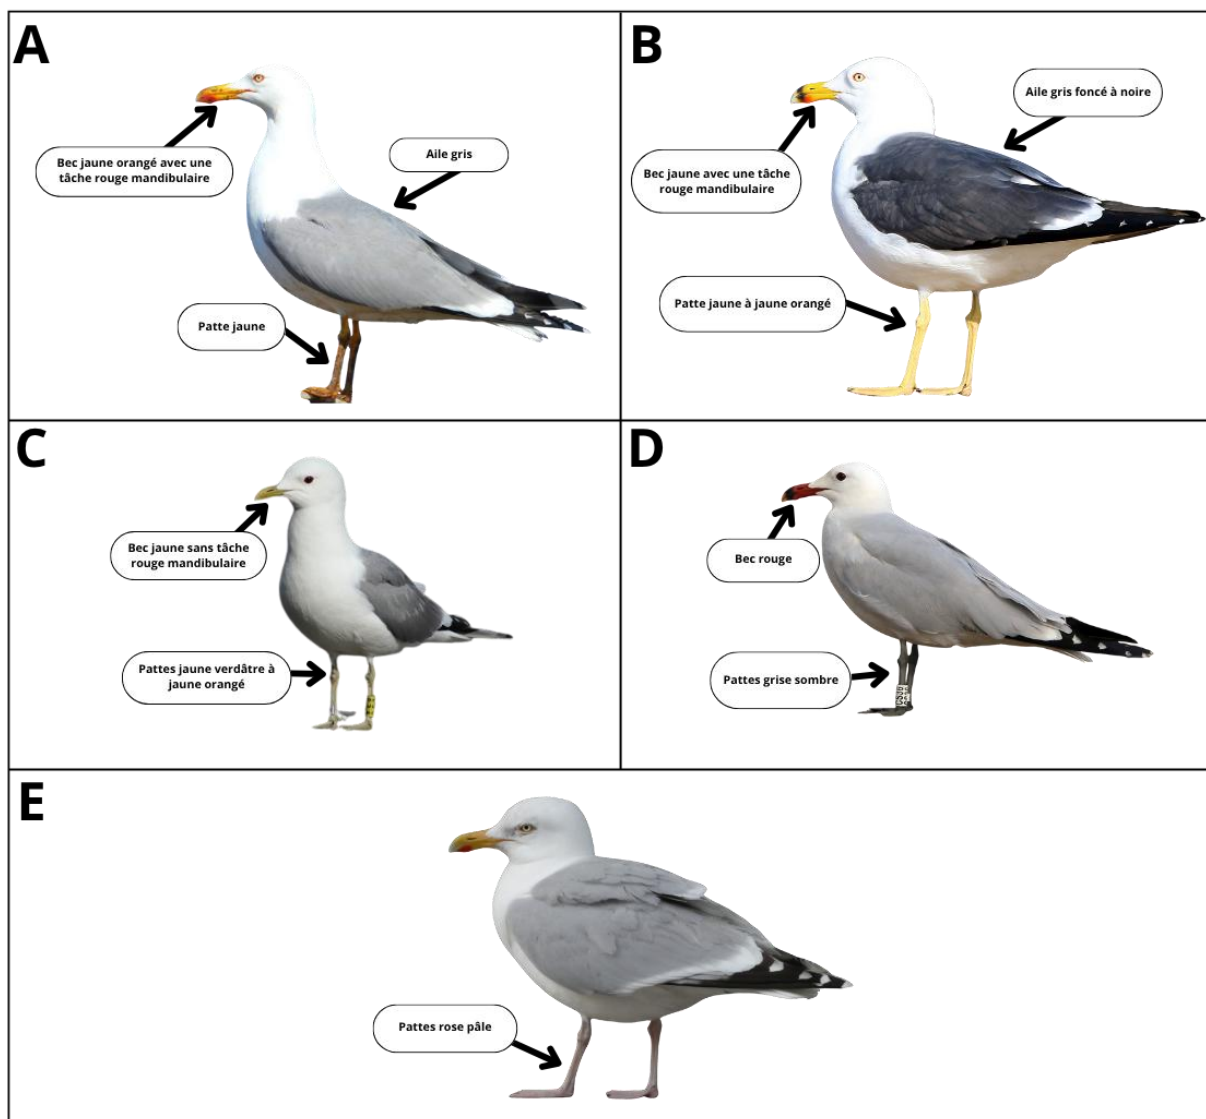 A
Bec jaune orangé avec une
tâche rouge mandibulaire
Aile gris
Patte jaune
B
Aile gris foncé à noire
Bec jaune avec une tâche
rouge mandibulaire
Patte jaune à jaune orangé
C
Bec jaune sans tâche
rouge mandibulaire
Pattes jaune verdâtre à
jaune orangé
D
Bec rouge
Pattes grise sombre
E
Pattes rose pâle